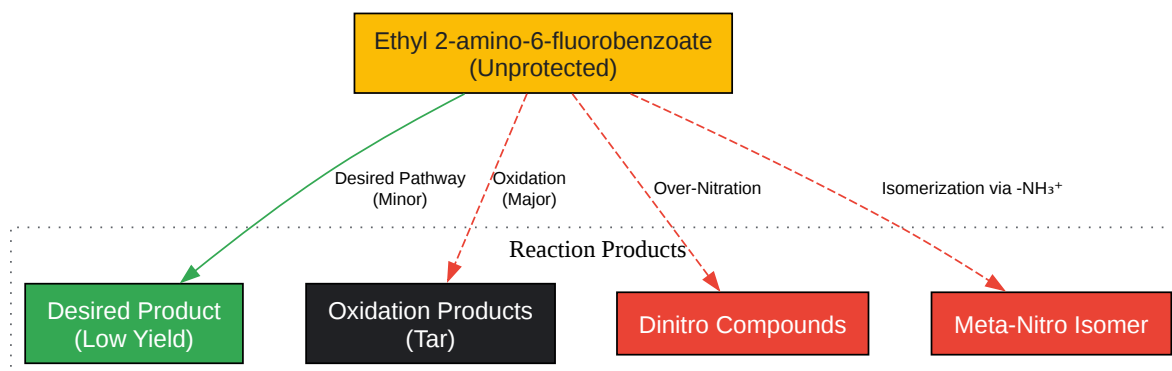 Ethyl 2-amino-6-fluorobenzoate
(Unprotected)
Desired Pathway
(Minor)
Oxidation
(Major)
Over-Nitration
Isomerization via -NH₃⁺
Reaction Products
Desired Product
(Low Yield)
Oxidation Products
(Tar)
Dinitro Compounds
Meta-Nitro Isomer